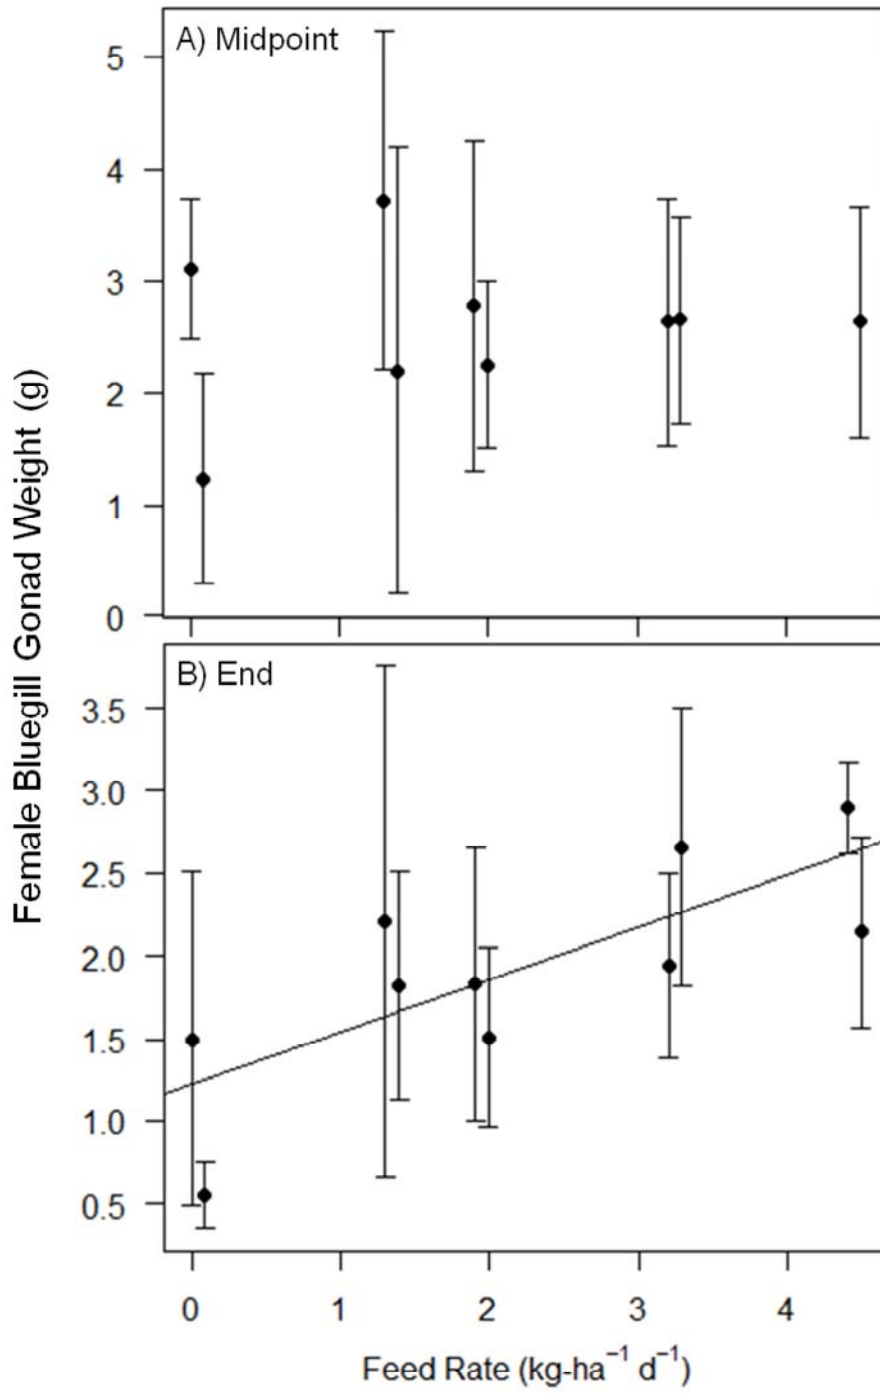 A) Midpoint
5
4
3
2
1
0
Female Bluegill Gonad Weight (g)
B) End
3.5
3.0
2.5
2.0
1.5
1.0
0.5
0 1 2 3 4
Feed Rate (kg-ha⁻¹ d⁻¹)